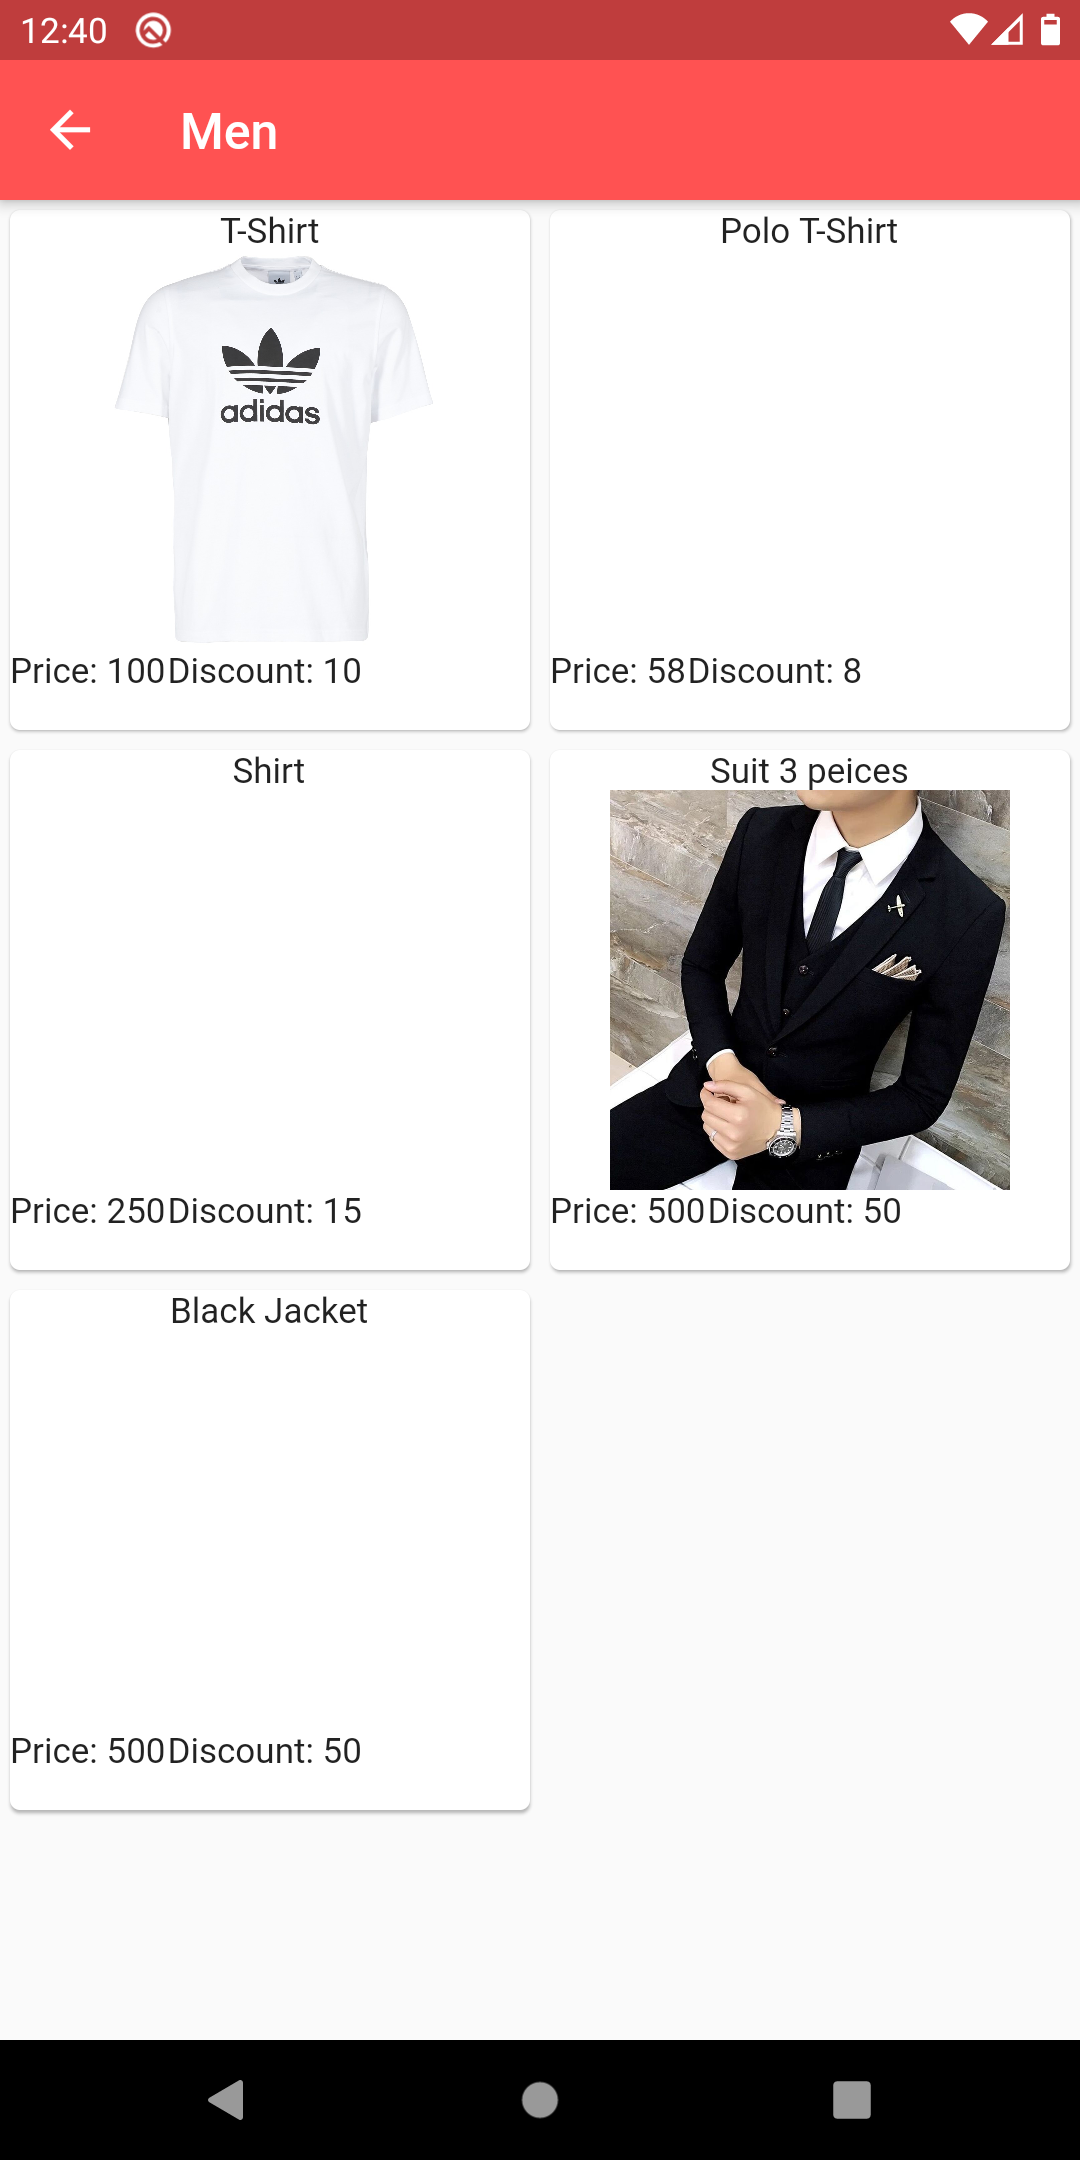 12:40
Men
T-Shirt
adidas
Price: 100Discount: 10
Polo T-Shirt
Price: 58Discount: 8
Shirt
Price: 250Discount: 15
Suit 3 peices
Price: 500Discount: 50
Black Jacket
Price: 500Discount: 50